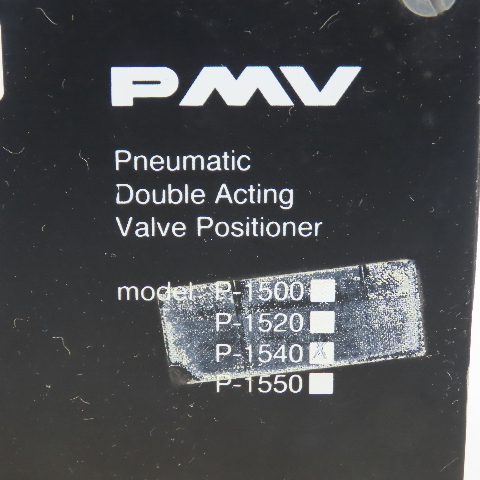 PMV
Pneumatic
Double Acting
Valve Positioner
model: P-1500
P-1520
P-1540 X
P-1550